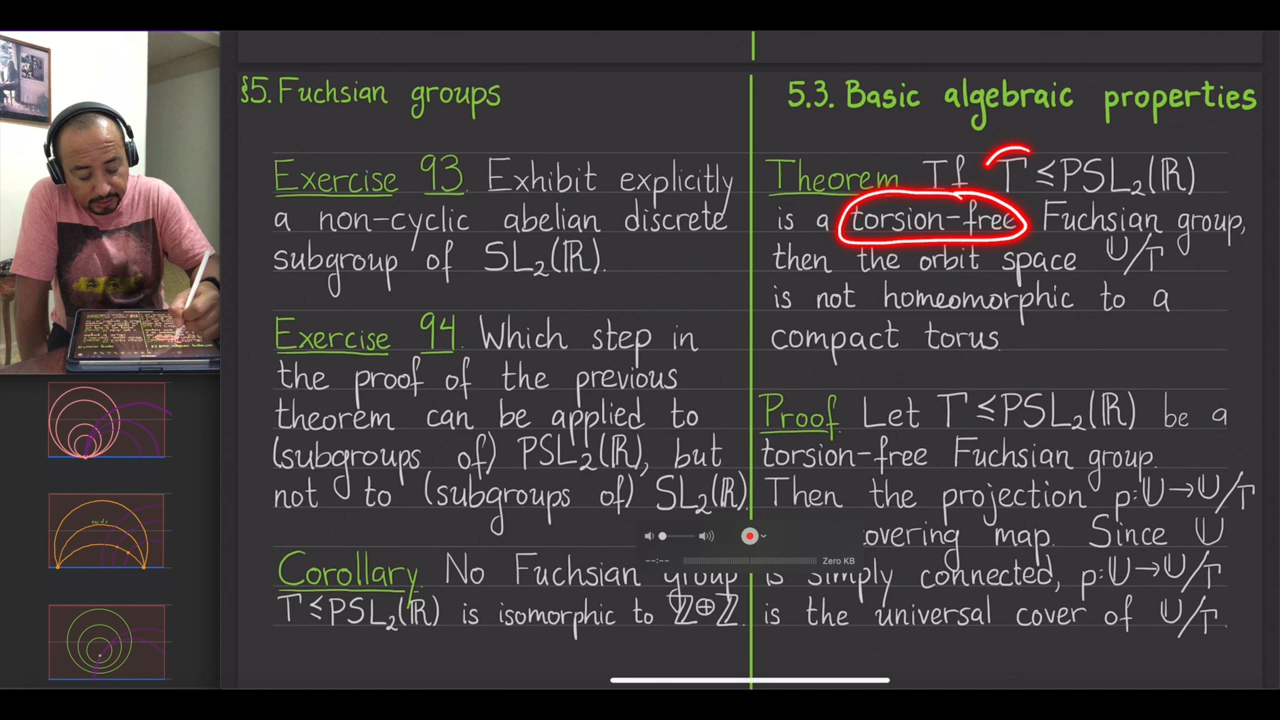 §5. Fuchsian groups
Exercise 93. Exhibit explicitly
a non-cyclic abelian discrete
subgroup of SL₂(ℝ).
Exercise 94. Which step in
the proof of the previous
theorem can be applied to
(subgroups of) PSL₂(ℝ), but
not to (subgroups of) SL₂(ℝ).
Corollary. No Fuchsian group
Γ ≤ PSL₂(ℝ) is isomorphic to ℤ⊕ℤ.
5.3. Basic algebraic properties
Theorem If Γ ≤ PSL₂(ℝ)
is a torsion-free Fuchsian group,
then the orbit space 𝕌/Γ
is not homeomorphic to a
compact torus.
Proof. Let Γ ≤ PSL₂(ℝ) be a
torsion-free Fuchsian group.
Then the projection p: 𝕌→𝕌/Γ
overing map. Since 𝕌
is simply connected, p: 𝕌→𝕌/Γ
is the universal cover of 𝕌/Γ.
--:--
Zero KB